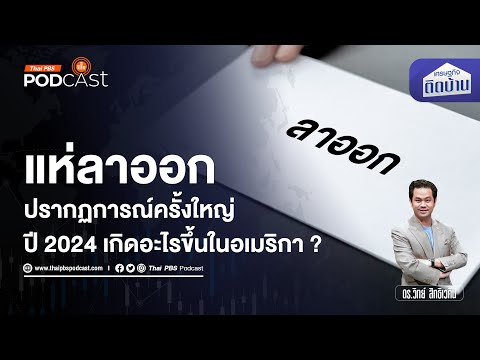 Thai PBS
PODCAST
เศรษฐกิจ
ติดบ้าน
ลาออก
แห่ลาออก
ปรากฏการณ์ครั้งใหญ่
ปี 2024 เกิดอะไรขึ้นในอเมริกา ?
www.thaipbspodcast.com | Thai PBS Podcast
ดร.วิทย์ สิทธิเวคิน